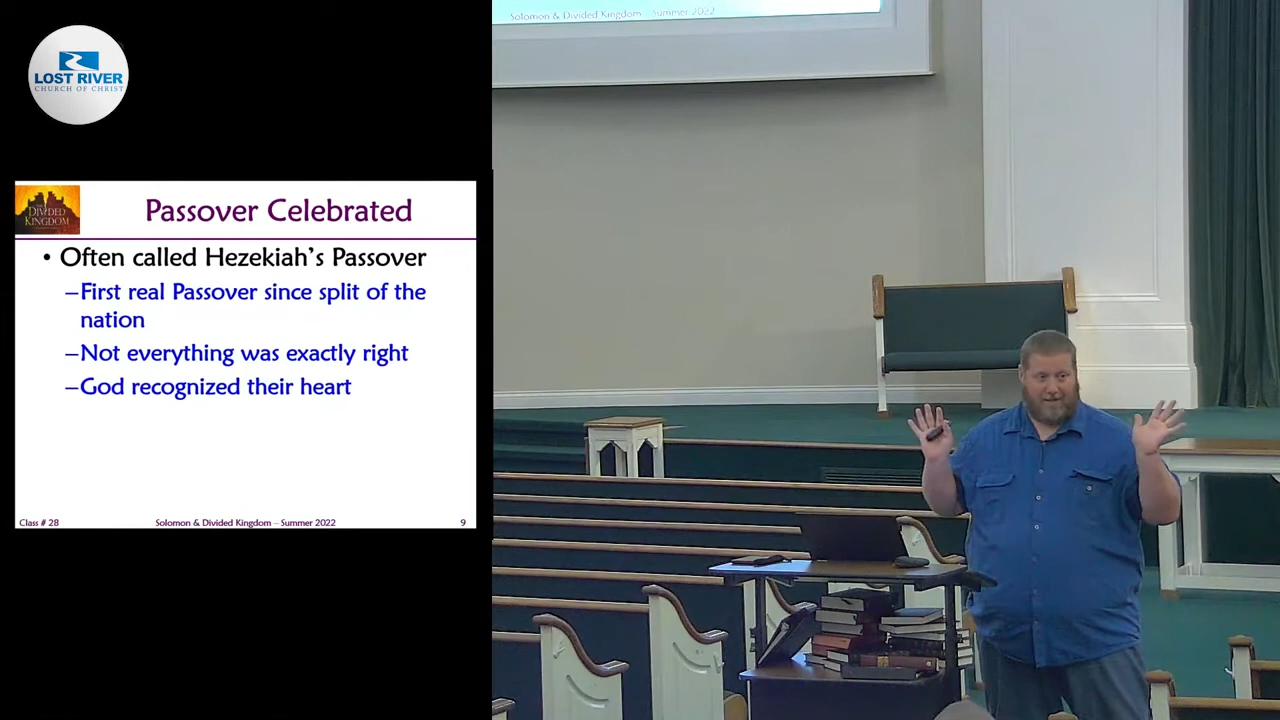 LOST RIVER
CHURCH OF CHRIST
Solomon & Divided Kingdom – Summer 2022
DIVIDED
KINGDOM
Passover Celebrated
• Often called Hezekiah's Passover
–First real Passover since split of the
nation
–Not everything was exactly right
–God recognized their heart
Class # 28
Solomon & Divided Kingdom – Summer 2022
9